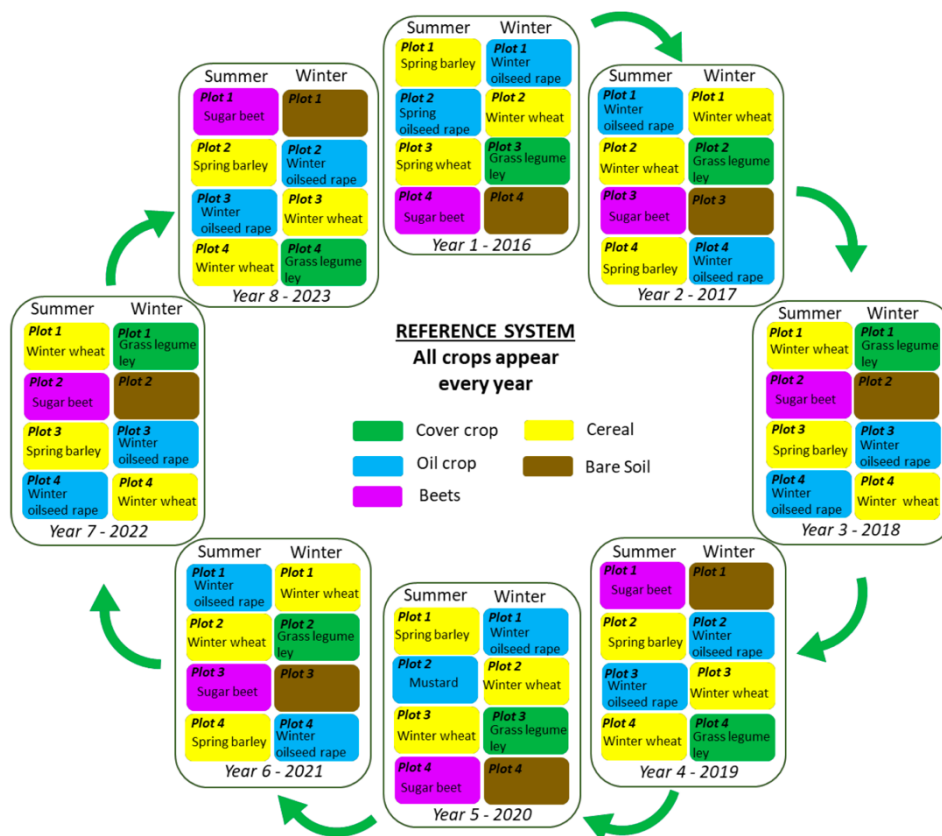 Summer Winter
Plot 1
Spring barley
Plot 1
Winter
oilseed rape
Plot 2
Spring
oilseed rape
Plot 2
Winter wheat
Plot 3
Spring wheat
Plot 3
Grass legume
ley
Plot 4
Sugar beet
Plot 4
Year 1 - 2016
Summer Winter
Plot 1
Winter
oilseed rape
Plot 1
Winter wheat
Plot 2
Winter wheat
Plot 2
Grass legume
ley
Plot 3
Sugar beet
Plot 3
Plot 4
Spring barley
Plot 4
Winter
oilseed rape
Year 2 - 2017
Summer Winter
Plot 1
Winter wheat
Plot 1
Grass legume
ley
Plot 2
Sugar beet
Plot 2
Plot 3
Spring barley
Plot 3
Winter
oilseed rape
Plot 4
Winter
oilseed rape
Plot 4
Winter wheat
Year 3 - 2018
Summer Winter
Plot 1
Sugar beet
Plot 1
Plot 2
Spring barley
Plot 2
Winter
oilseed rape
Plot 3
Winter
oilseed rape
Plot 3
Winter wheat
Plot 4
Winter wheat
Plot 4
Grass legume
ley
Year 4 - 2019
Summer Winter
Plot 1
Spring barley
Plot 1
Winter
oilseed rape
Plot 2
Mustard
Plot 2
Winter wheat
Plot 3
Winter wheat
Plot 3
Grass legume
ley
Plot 4
Sugar beet
Plot 4
Year 5 - 2020
Summer Winter
Plot 1
Winter
oilseed rape
Plot 1
Winter wheat
Plot 2
Winter wheat
Plot 2
Grass legume
ley
Plot 3
Sugar beet
Plot 3
Plot 4
Spring barley
Plot 4
Winter
oilseed rape
Year 6 - 2021
Summer Winter
Plot 1
Winter wheat
Plot 1
Grass legume
ley
Plot 2
Sugar beet
Plot 2
Plot 3
Spring barley
Plot 3
Winter
oilseed rape
Plot 4
Winter
oilseed rape
Plot 4
Winter wheat
Year 7 - 2022
Summer Winter
Plot 1
Sugar beet
Plot 1
Plot 2
Spring barley
Plot 2
Winter
oilseed rape
Plot 3
Winter
oilseed rape
Plot 3
Winter wheat
Plot 4
Winter wheat
Plot 4
Grass legume
ley
Year 8 - 2023
REFERENCE SYSTEM
All crops appear
every year
Cover crop
Cereal
Oil crop
Bare Soil
Beets